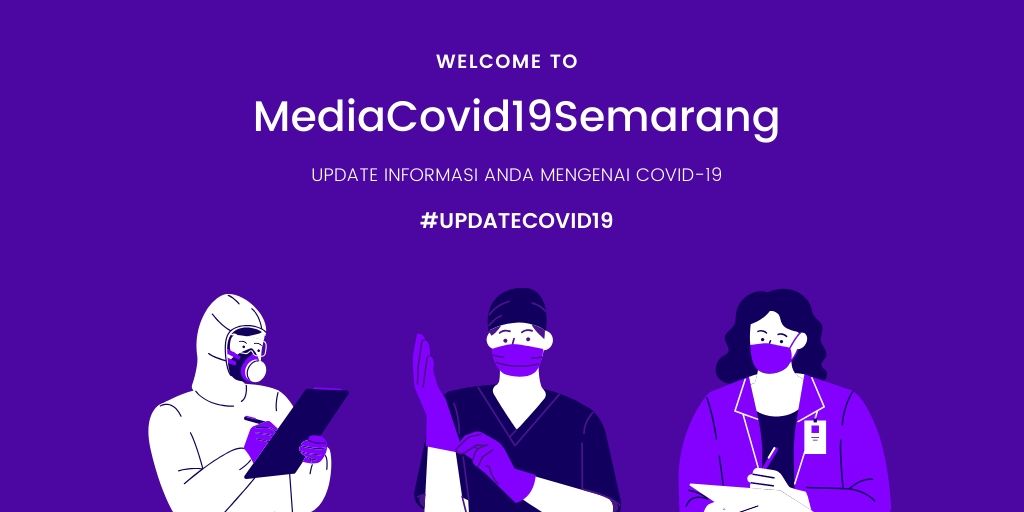 WELCOME TO
MediaCovid19Semarang
UPDATE INFORMASI ANDA MENGENAI COVID-19
#UPDATECOVID19